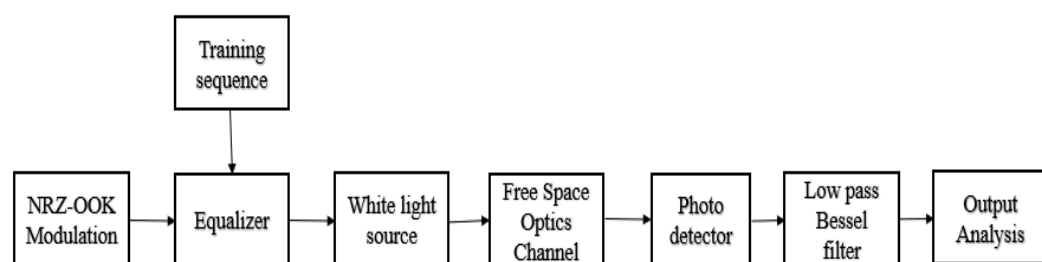 Training
sequence
NRZ-OOK
Modulation
Equalizer
White light
source
Free Space
Optics
Channel
Photo
detector
Low pass
Bessel
filter
Output
Analysis